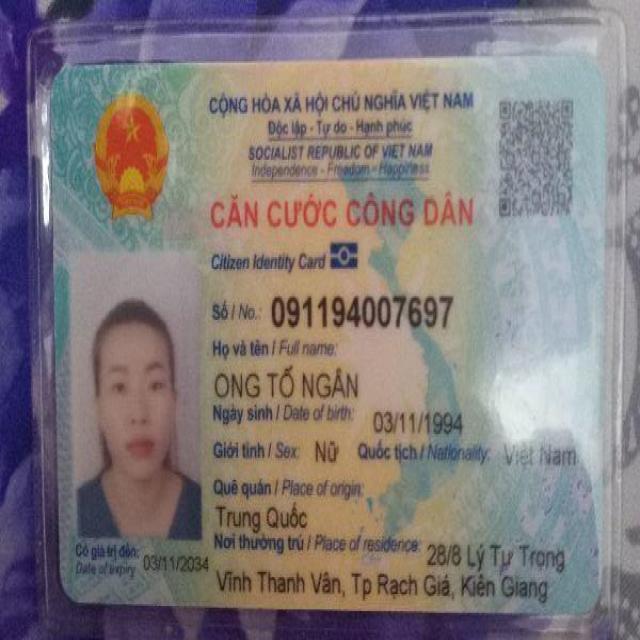 CỘNG HÒA XÃ HỘI CHỦ NGHĨA VIỆT NAM
Độc lập - Tự do - Hạnh phúc
SOCIALIST REPUBLIC OF VIET NAM
Independence - Freedom - Happiness
CĂN CƯỚC CÔNG DÂN
Citizen Identity Card
Số / No.: 091194007697
Họ và tên / Full name:
ONG TỐ NGÂN
Ngày sinh / Date of birth: 03/11/1994
Giới tính / Sex: Nữ Quốc tịch / Nationality: Việt Nam
Quê quán / Place of origin:
Trung Quốc
Nơi thường trú / Place of residence: 28/8 Lý Tự Trọng
Vĩnh Thanh Vân, Tp Rạch Giá, Kiên Giang
Có giá trị đến: 03/11/2034
Date of expiry